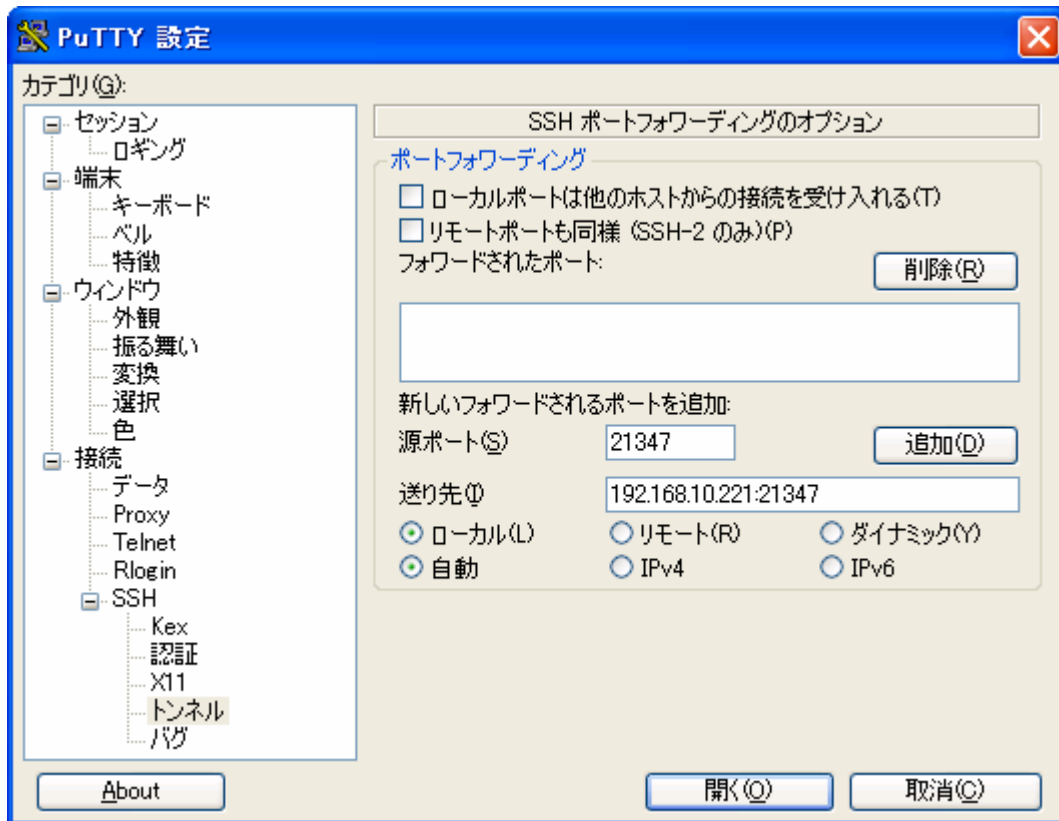 PuTTY 設定
カテゴリ(G):
セッション
ロギング
端末
キーボード
ベル
特徴
ウィンドウ
外観
振る舞い
変換
選択
色
接続
データ
Proxy
Telnet
Rlogin
SSH
Kex
認証
X11
トンネル
バグ
SSH ポートフォワーディングのオプション
ポートフォワーディング
ローカルポートは他のホストからの接続を受け入れる(T)
リモートポートも同様 (SSH-2 のみ)(P)
フォワードされたポート:
削除(R)
新しいフォワードされるポートを追加:
源ポート(S)
21347
追加(D)
送り先(I)
192.168.10.221:21347
ローカル(L)
リモート(R)
ダイナミック(Y)
自動
IPv4
IPv6
About
開く(O)
取消(C)